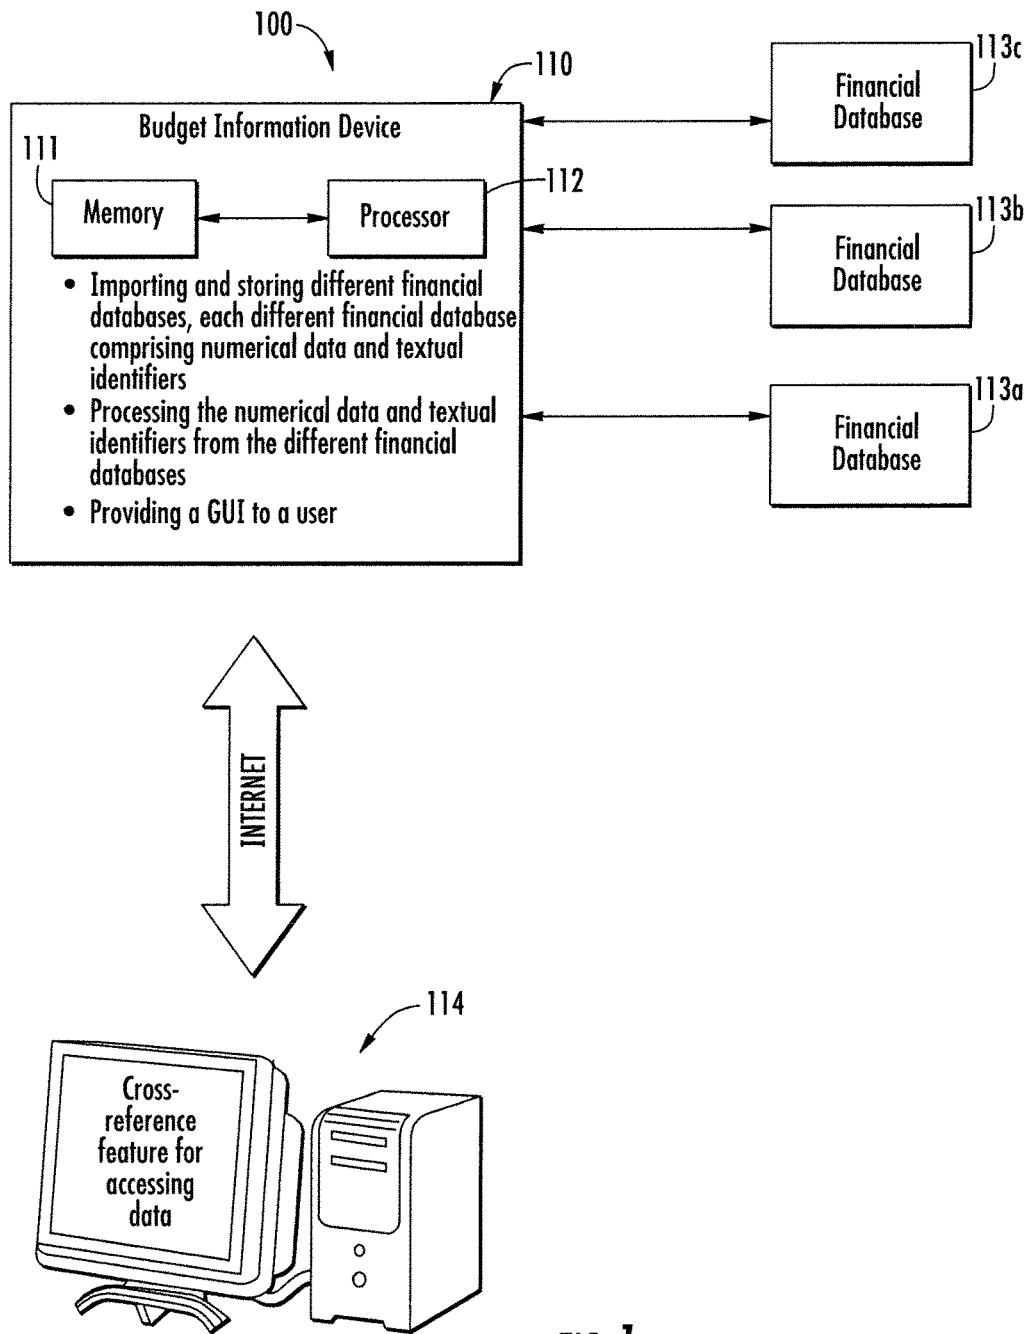 100
110
Budget Information Device
111
Memory
112
Processor
• Importing and storing different financial
databases, each different financial database
comprising numerical data and textual
identifiers
• Processing the numerical data and textual
identifiers from the different financial
databases
• Providing a GUI to a user
113c
Financial
Database
113b
Financial
Database
113a
Financial
Database
INTERNET
114
Cross-
reference
feature for
accessing
data